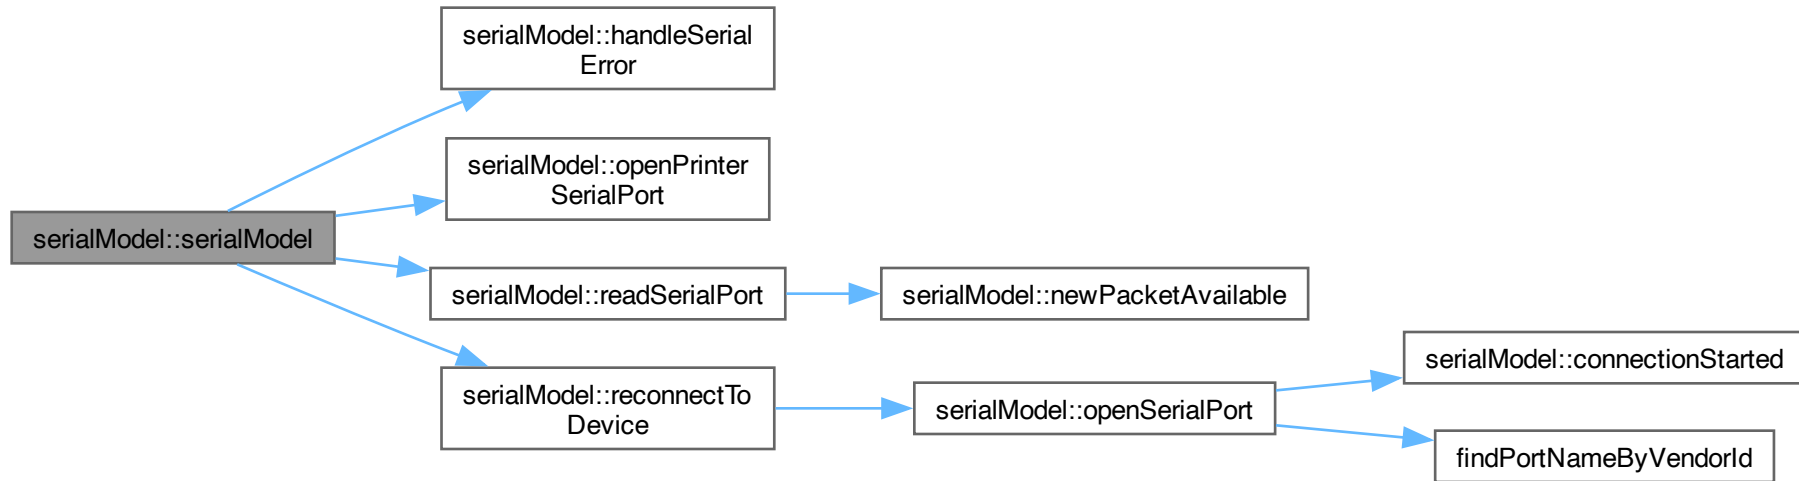 serialModel::handleSerial
Error
serialModel::openPrinter
SerialPort
serialModel::serialModel
serialModel::readSerialPort
serialModel::newPacketAvailable
serialModel::reconnectTo
Device
serialModel::openSerialPort
serialModel::connectionStarted
findPortNameByVendorId